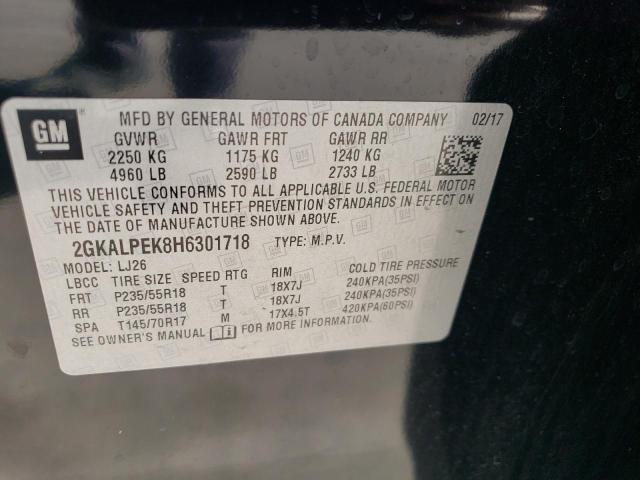 GM
MFD BY GENERAL MOTORS OF CANADA COMPANY 02/17
GVWR GAWR FRT GAWR RR
2250 KG 1175 KG 1240 KG
4960 LB 2590 LB 2733 LB
THIS VEHICLE CONFORMS TO ALL APPLICABLE U.S. FEDERAL MOTOR
VEHICLE SAFETY AND THEFT PREVENTION STANDARDS IN EFFECT ON
THE DATE OF MANUFACTURE SHOWN ABOVE.
2GKALPEK8H6301718 TYPE: M.P.V.
MODEL: LJ26
LBCC TIRE SIZE SPEED RTG RIM COLD TIRE PRESSURE
FRT P235/55R18 T 18X7J 240KPA(35PSI)
RR P235/55R18 T 18X7J 240KPA(35PSI)
SPA T145/70R17 M 17X4.5T 420KPA(60PSI)
SEE OWNER'S MANUAL FOR MORE INFORMATION.